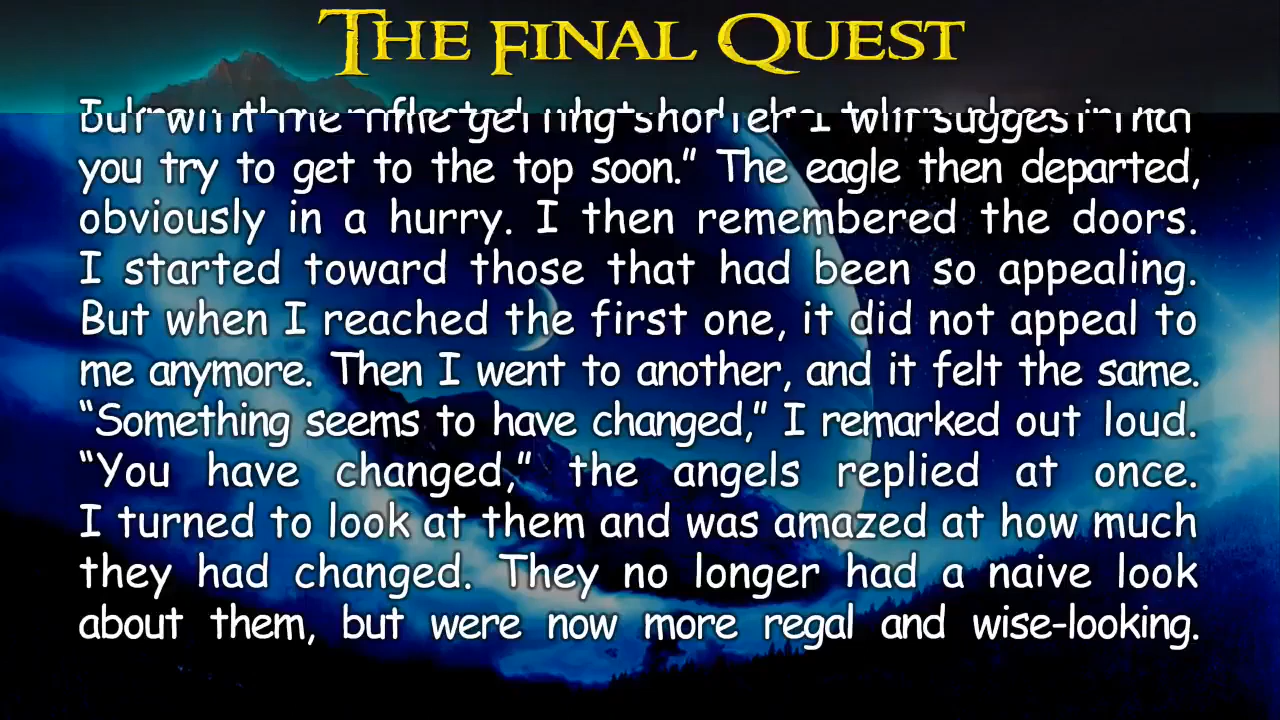 THE FINAL QUEST
you try to get to the top soon.” The eagle then departed,
obviously in a hurry. I then remembered the doors.
I started toward those that had been so appealing.
But when I reached the first one, it did not appeal to
me anymore. Then I went to another, and it felt the same.
“Something seems to have changed,” I remarked out loud.
“You have changed,” the angels replied at once.
I turned to look at them and was amazed at how much
they had changed. They no longer had a naive look
about them, but were now more regal and wise-looking.